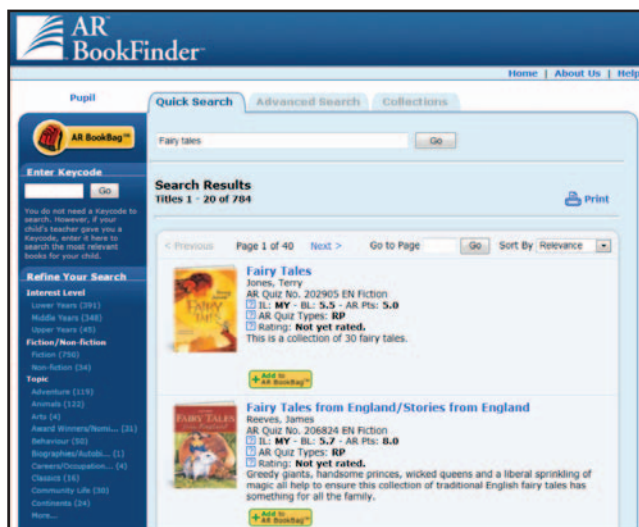 AR
BookFinder™
Home | About Us | Help
Pupil
Quick Search
Advanced Search
Collections
AR BookBag™
Fairy tales
Go
Enter Keycode
Go
You do not need a Keycode to
search. However, if your
child's teacher gave you a
Keycode, enter it here to
search the most relevant
books for your child.
Search Results
Titles 1 - 20 of 784
Print
Refine Your Search
Interest Level
Lower Years (391)
Middle Years (348)
Upper Years (45)
Fiction/Non-fiction
Fiction (750)
Non-fiction (34)
Topic
Adventure (119)
Animals (122)
Arts (4)
Award Winners/Nomi... (31)
Behaviour (50)
Biographies/Autobi... (1)
Careers/Occupation... (4)
Classics (16)
Community Life (30)
Continents (24)
More...
< Previous Page 1 of 40 Next > Go to Page Go Sort By Relevance
FAIRY
TALES
Fairy Tales
Jones, Terry
AR Quiz No. 202905 EN Fiction
IL: MY - BL: 5.5 - AR Pts: 5.0
AR Quiz Types: RP
Rating: Not yet rated.
This is a collection of 30 fairy tales.
+ Add to
AR BookBag™
FAIRY TALES
from England
Fairy Tales from England/Stories from England
Reeves, James
AR Quiz No. 206824 EN Fiction
IL: MY - BL: 5.7 - AR Pts: 8.0
AR Quiz Types: RP
Rating: Not yet rated.
Greedy giants, handsome princes, wicked queens and a liberal sprinkling of
magic all help to ensure this collection of traditional English fairy tales has
something for all the family.
+ Add to
AR BookBag™